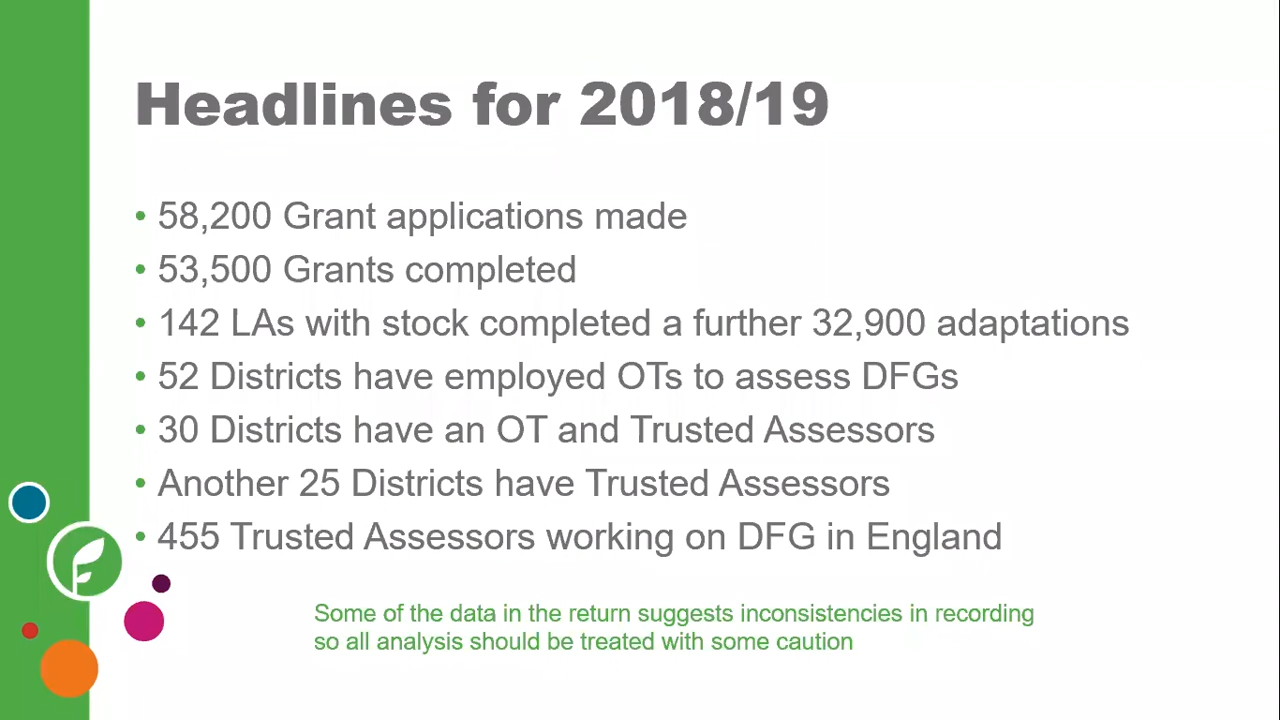 Headlines for 2018/19
• 58,200 Grant applications made
• 53,500 Grants completed
• 142 LAs with stock completed a further 32,900 adaptations
• 52 Districts have employed OTs to assess DFGs
• 30 Districts have an OT and Trusted Assessors
• Another 25 Districts have Trusted Assessors
• 455 Trusted Assessors working on DFG in England
Some of the data in the return suggests inconsistencies in recording
so all analysis should be treated with some caution